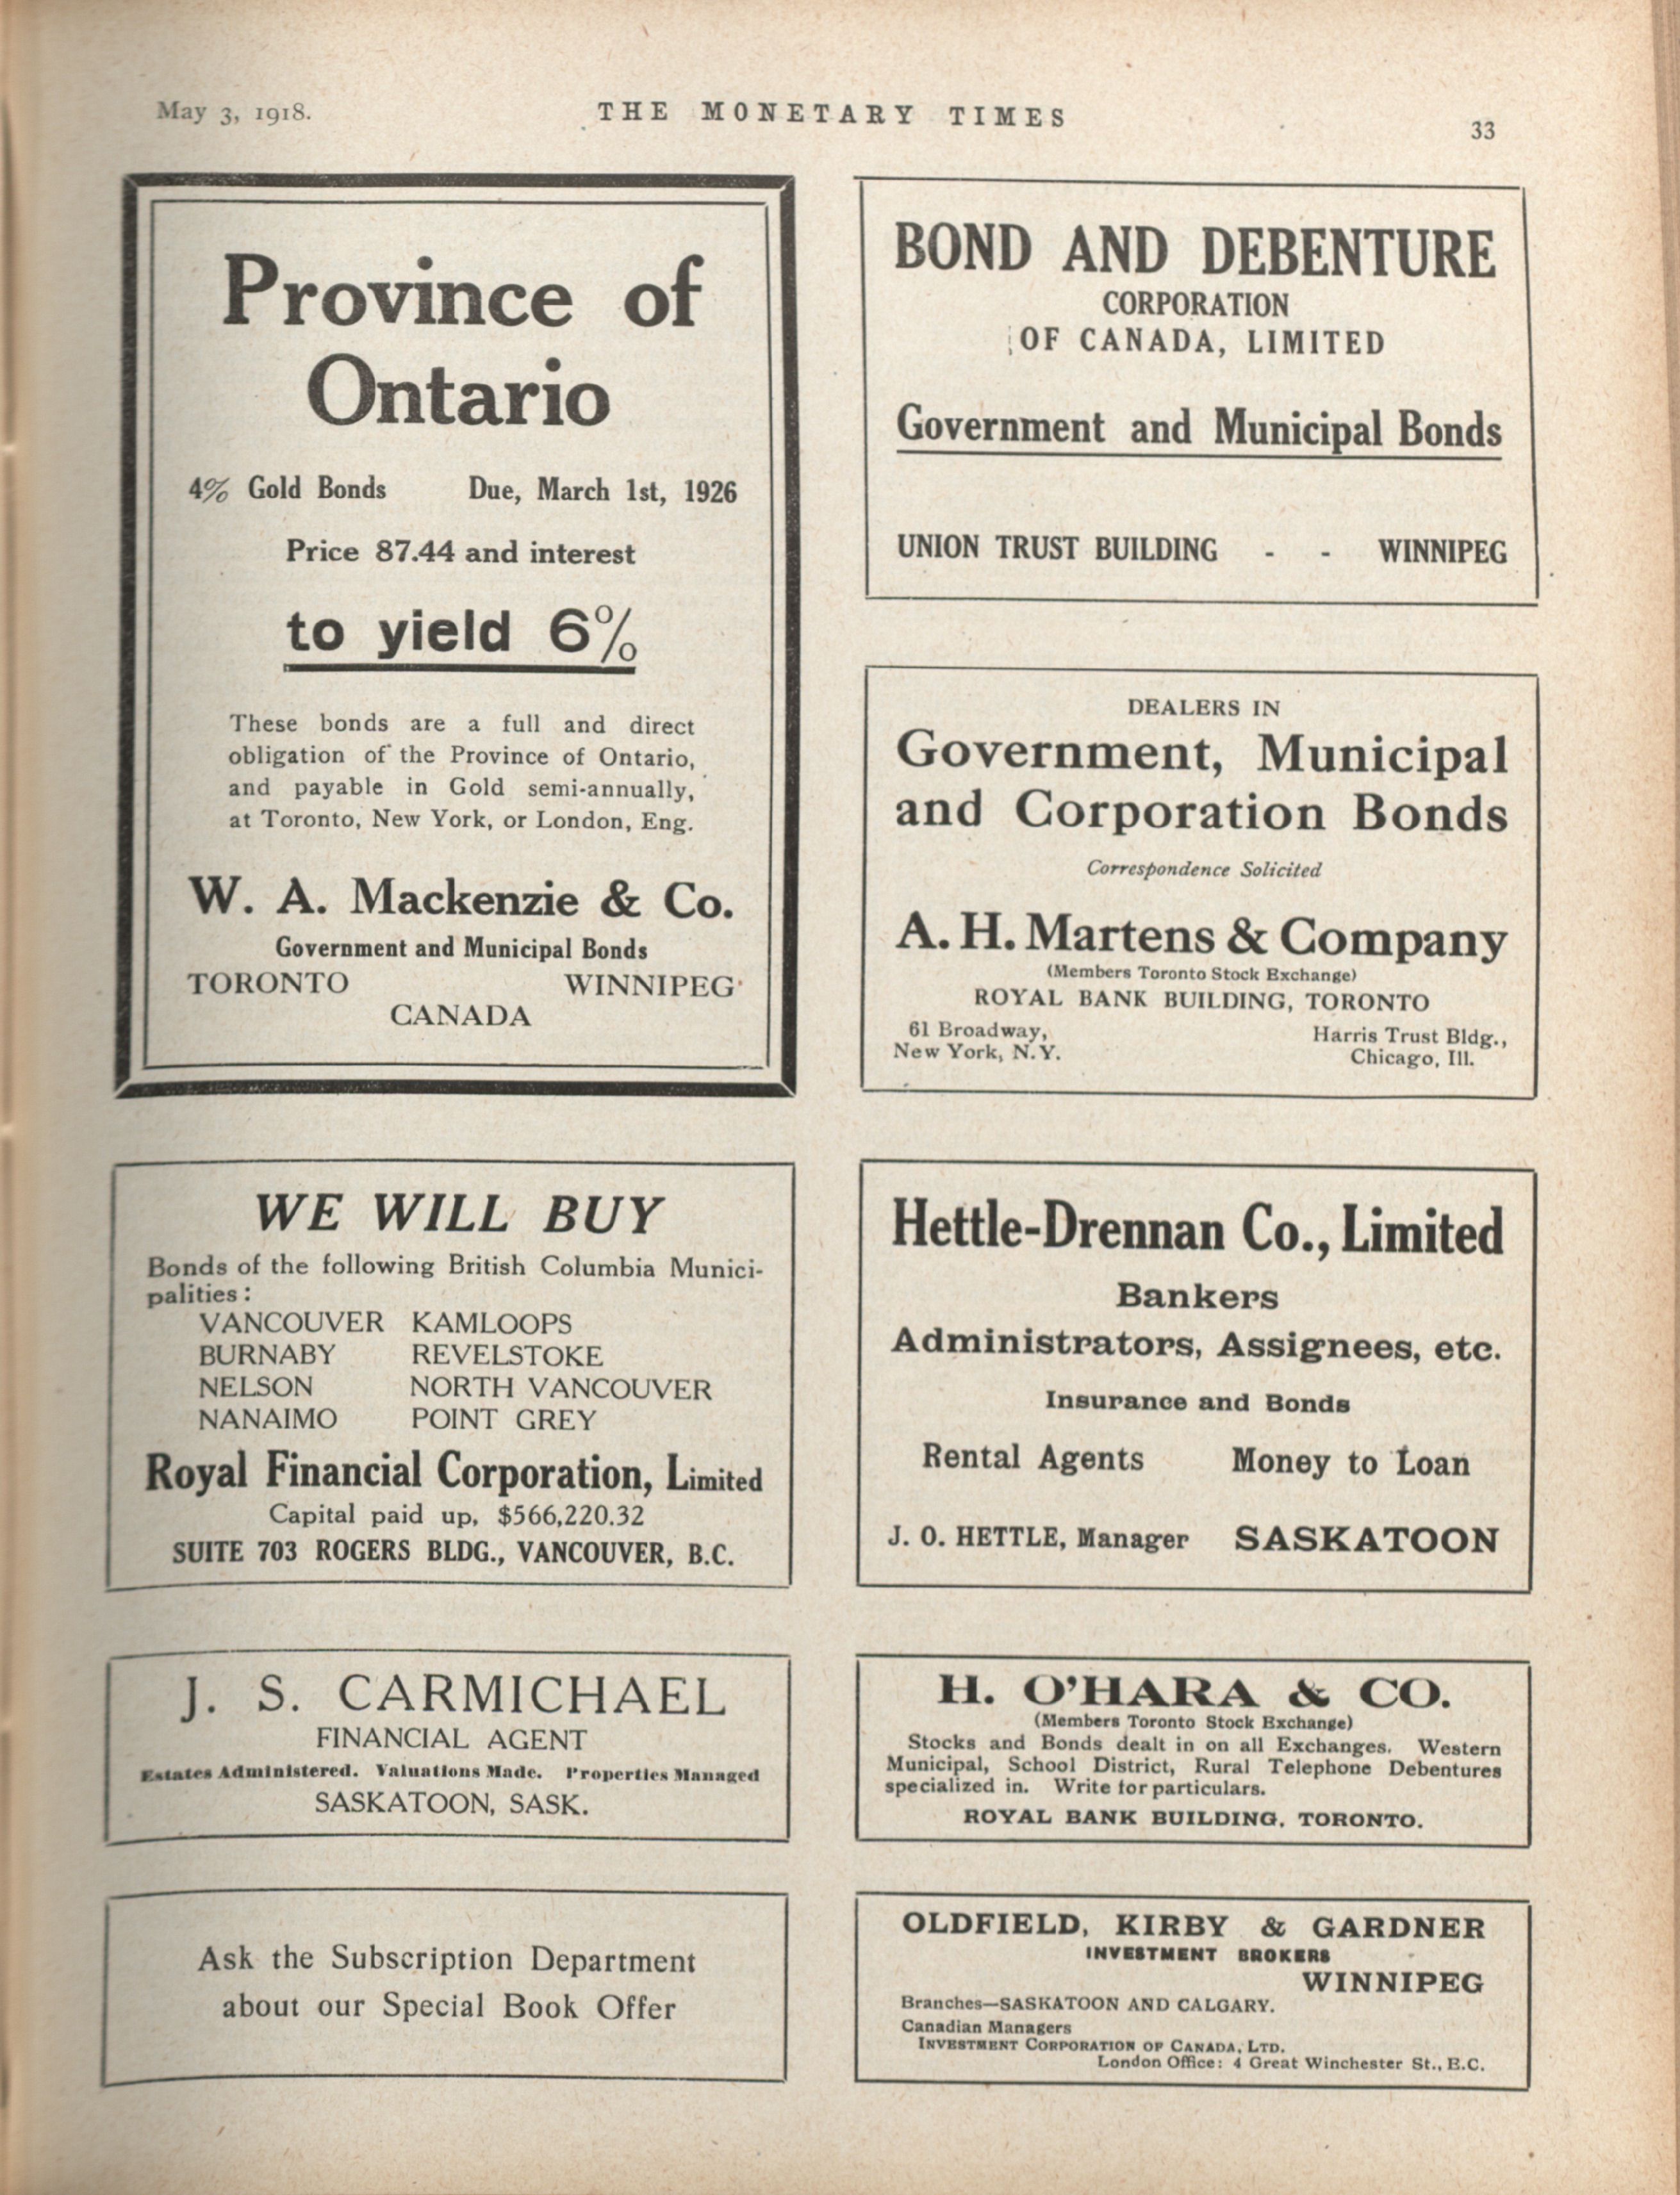 May 3, 1918.
THE MONETARY TIMES
33
Province of
Ontario
4% Gold Bonds Due, March 1st, 1926
Price 87.44 and interest
to yield 6%
These bonds are a full and direct
obligation of the Province of Ontario,
and payable in Gold semi-annually,
at Toronto, New York, or London, Eng.
W. A. Mackenzie & Co.
Government and Municipal Bonds
TORONTO WINNIPEG
CANADA
BOND AND DEBENTURE
CORPORATION
OF CANADA, LIMITED
Government and Municipal Bonds
UNION TRUST BUILDING - - WINNIPEG
DEALERS IN
Government, Municipal
and Corporation Bonds
Correspondence Solicited
A. H. Martens & Company
(Members Toronto Stock Exchange)
ROYAL BANK BUILDING, TORONTO
61 Broadway,
New York, N.Y.
Harris Trust Bldg.,
Chicago, Ill.
WE WILL BUY
Bonds of the following British Columbia Munici-
palities:
VANCOUVER KAMLOOPS
BURNABY REVELSTOKE
NELSON NORTH VANCOUVER
NANAIMO POINT GREY
Royal Financial Corporation, Limited
Capital paid up, $566,220.32
SUITE 703 ROGERS BLDG., VANCOUVER, B.C.
Hettle-Drennan Co., Limited
Bankers
Administrators, Assignees, etc.
Insurance and Bonds
Rental Agents Money to Loan
J. O. HETTLE, Manager SASKATOON
J. S. CARMICHAEL
FINANCIAL AGENT
Estates Administered. Valuations Made. Properties Managed
SASKATOON, SASK.
H. O'HARA & CO.
(Members Toronto Stock Exchange)
Stocks and Bonds dealt in on all Exchanges. Western
Municipal, School District, Rural Telephone Debentures
specialized in. Write for particulars.
ROYAL BANK BUILDING, TORONTO.
Ask the Subscription Department
about our Special Book Offer
OLDFIELD, KIRBY & GARDNER
INVESTMENT BROKERS
WINNIPEG
Branches—SASKATOON AND CALGARY.
Canadian Managers
INVESTMENT CORPORATION OF CANADA, LTD.
London Office: 4 Great Winchester St., E.C.